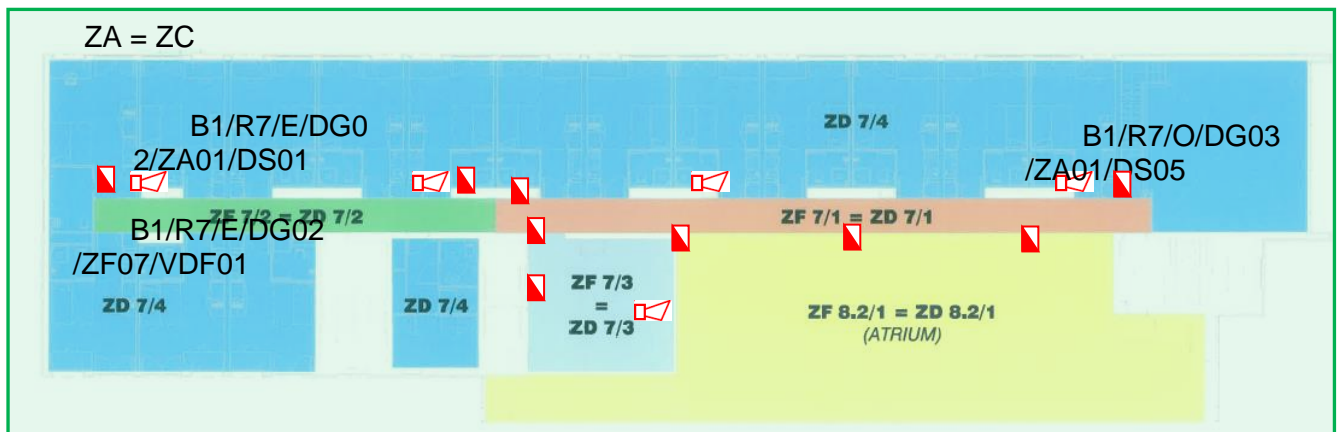 ZA = ZC
ZD 7/4
B1/R7/E/DG0
2/ZA01/DS01
B1/R7/O/DG03
/ZA01/DS05
ZF 7/2 = ZD 7/2
ZF 7/1 = ZD 7/1
B1/R7/E/DG02
/ZF07/VDF01
ZD 7/4
ZD 7/4
ZF 7/3
=
ZD 7/3
ZF 8.2/1 = ZD 8.2/1
(ATRIUM)